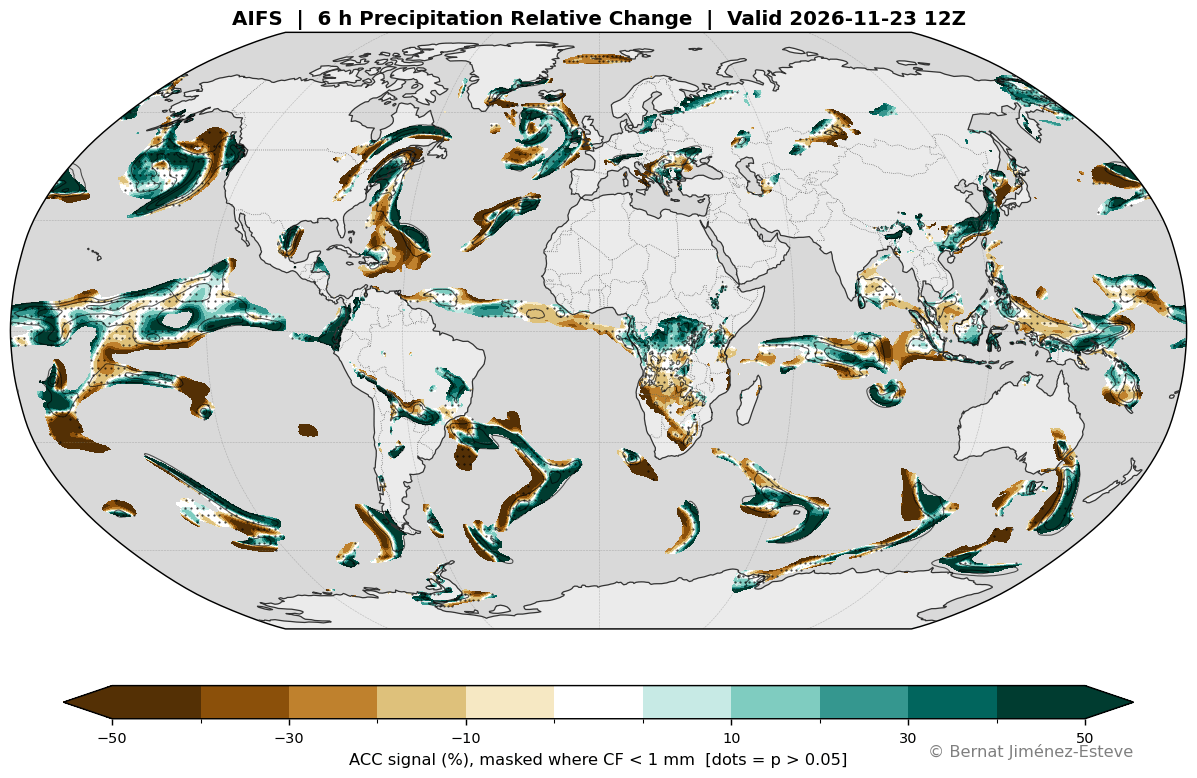 AIFS | 6 h Precipitation Relative Change | Valid 2026-11-23 12Z
−50 −30 −10 10 30 50
ACC signal (%), masked where CF < 1 mm [dots = p > 0.05]
© Bernat Jiménez-Esteve